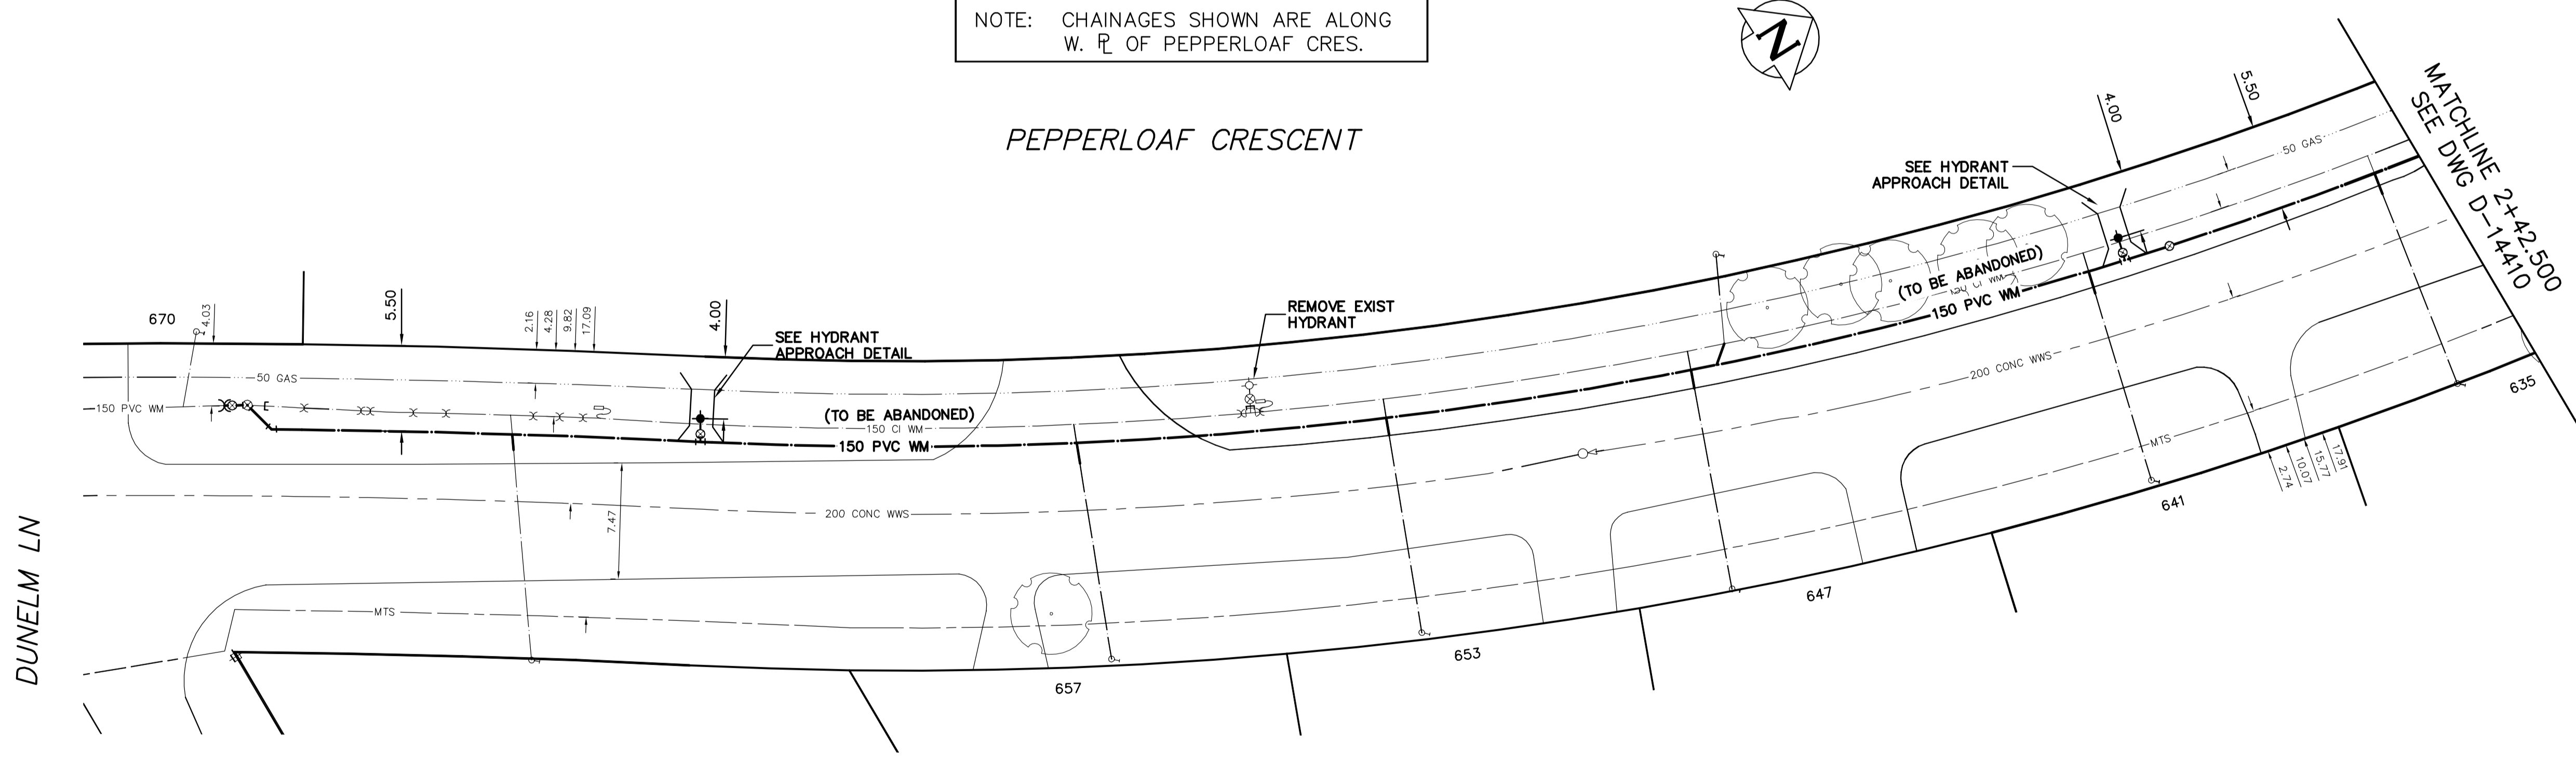 NOTE: CHAINAGES SHOWN ARE ALONG
W. ⅊ OF PEPPERLOAF CRES.
N
PEPPERLOAF CRESCENT
MATCHLINE 2+42.500
SEE DWG D-14410
5.50
4.00
50 GAS
SEE HYDRANT
APPROACH DETAIL
(TO BE ABANDONED)
150 CI WM
150 PVC WM
200 CONC WWS
MTS
635
2.74
10.07
15.77
17.91
641
647
653
657
REMOVE EXIST
HYDRANT
670
4.03
5.50
2.16
4.28
9.82
17.09
4.00
SEE HYDRANT
APPROACH DETAIL
50 GAS
150 PVC WM
(TO BE ABANDONED)
150 CI WM
150 PVC WM
200 CONC WWS
7.47
MTS
DUNELM LN